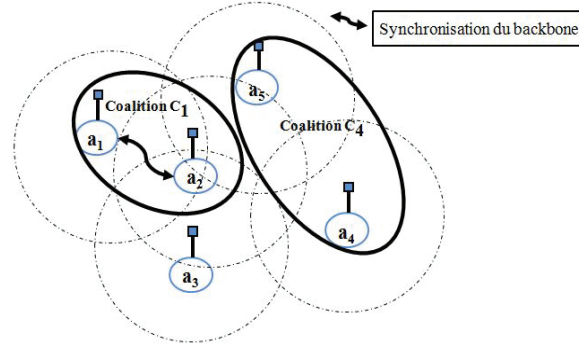 Synchronisation du backbone
a5
Coalition C1
a1
Coalition C4
a2
a4
a3